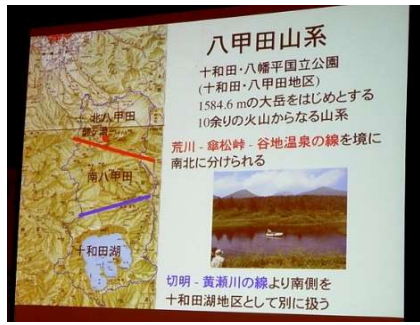 八甲田山系
十和田・八幡平国立公園
(十和田・八甲田地区)
1584.6 mの大岳をはじめとする
10余りの火山からなる山系
荒川 - 傘松峠 - 谷地温泉の線を境に
南北に分けられる
切明 - 黄瀬川の線より南側を
十和田湖地区として別に扱う
北八甲田
南八甲田
十和田湖